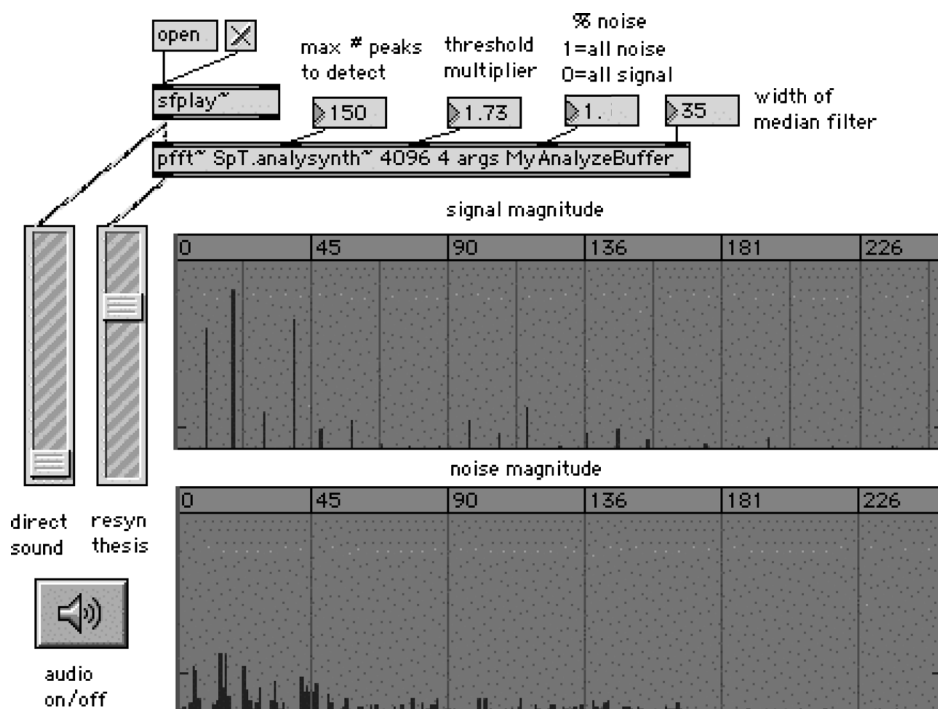 open
max # peaks
to detect
threshold
multiplier
% noise
1=all noise
0=all signal
sfplay~
150
1.73
1.
35
width of
median filter
pfft~ SpT.analysynth~ 4096 4 args MyAnalyzeBuffer
signal magnitude
0 45 90 136 181 226
noise magnitude
0 45 90 136 181 226
direct
sound
resyn
thesis
audio
on/off